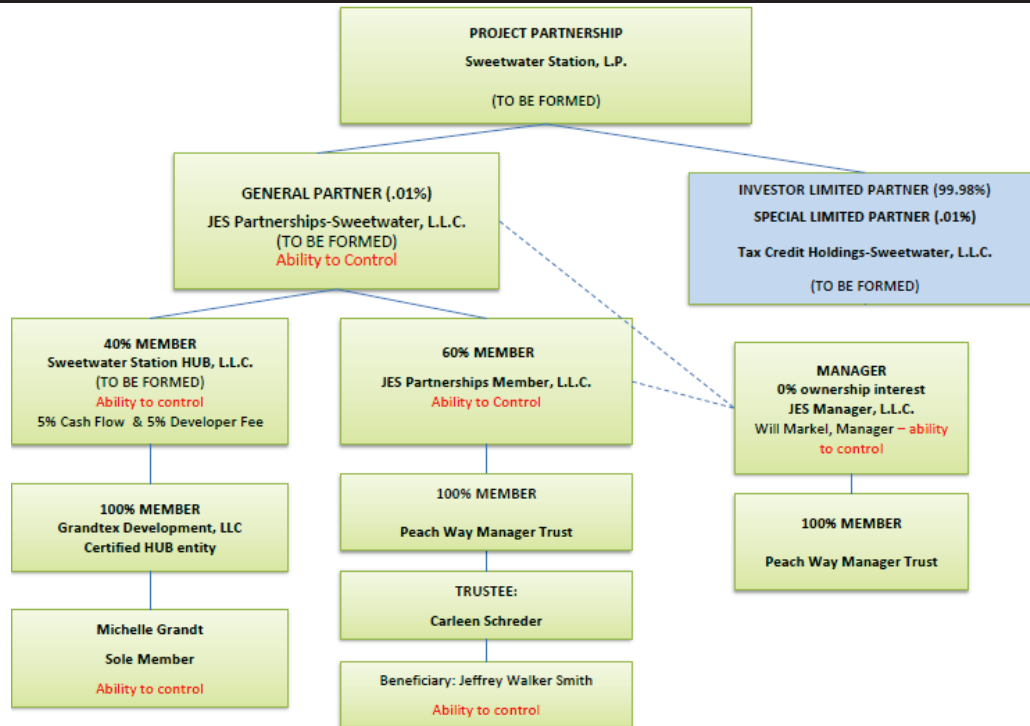 PROJECT PARTNERSHIP
Sweetwater Station, L.P.
(TO BE FORMED)
GENERAL PARTNER (.01%)
JES Partnerships-Sweetwater, L.L.C.
(TO BE FORMED)
Ability to Control
INVESTOR LIMITED PARTNER (99.98%)
SPECIAL LIMITED PARTNER (.01%)
Tax Credit Holdings-Sweetwater, L.L.C.
(TO BE FORMED)
40% MEMBER
Sweetwater Station HUB, L.L.C.
(TO BE FORMED)
Ability to control
5% Cash Flow & 5% Developer Fee
60% MEMBER
JES Partnerships Member, L.L.C.
Ability to Control
MANAGER
0% ownership interest
JES Manager, L.L.C.
Will Markel, Manager – ability
to control
100% MEMBER
Grandtex Development, LLC
Certified HUB entity
100% MEMBER
Peach Way Manager Trust
100% MEMBER
Peach Way Manager Trust
TRUSTEE:
Carleen Schreder
Michelle Grandt
Sole Member
Ability to control
Beneficiary: Jeffrey Walker Smith
Ability to control